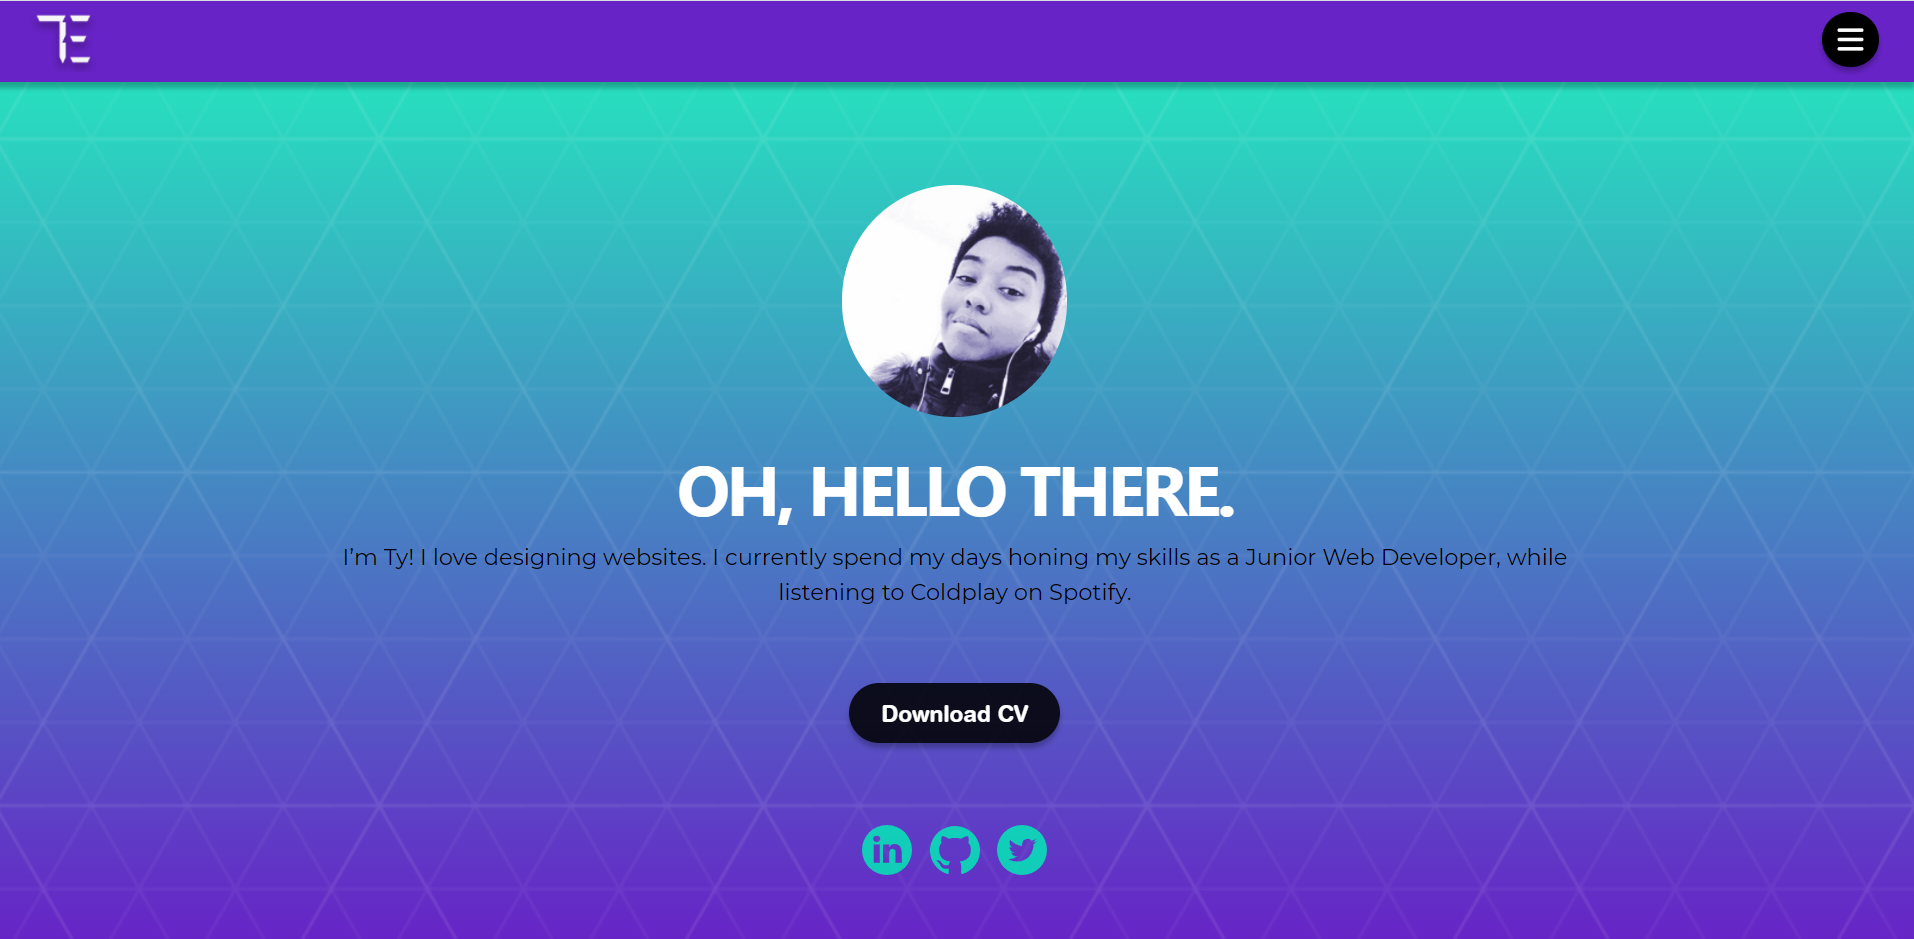 TE
OH, HELLO THERE.
I’m Ty! I love designing websites. I currently spend my days honing my skills as a Junior Web Developer, while
listening to Coldplay on Spotify.
Download CV
in